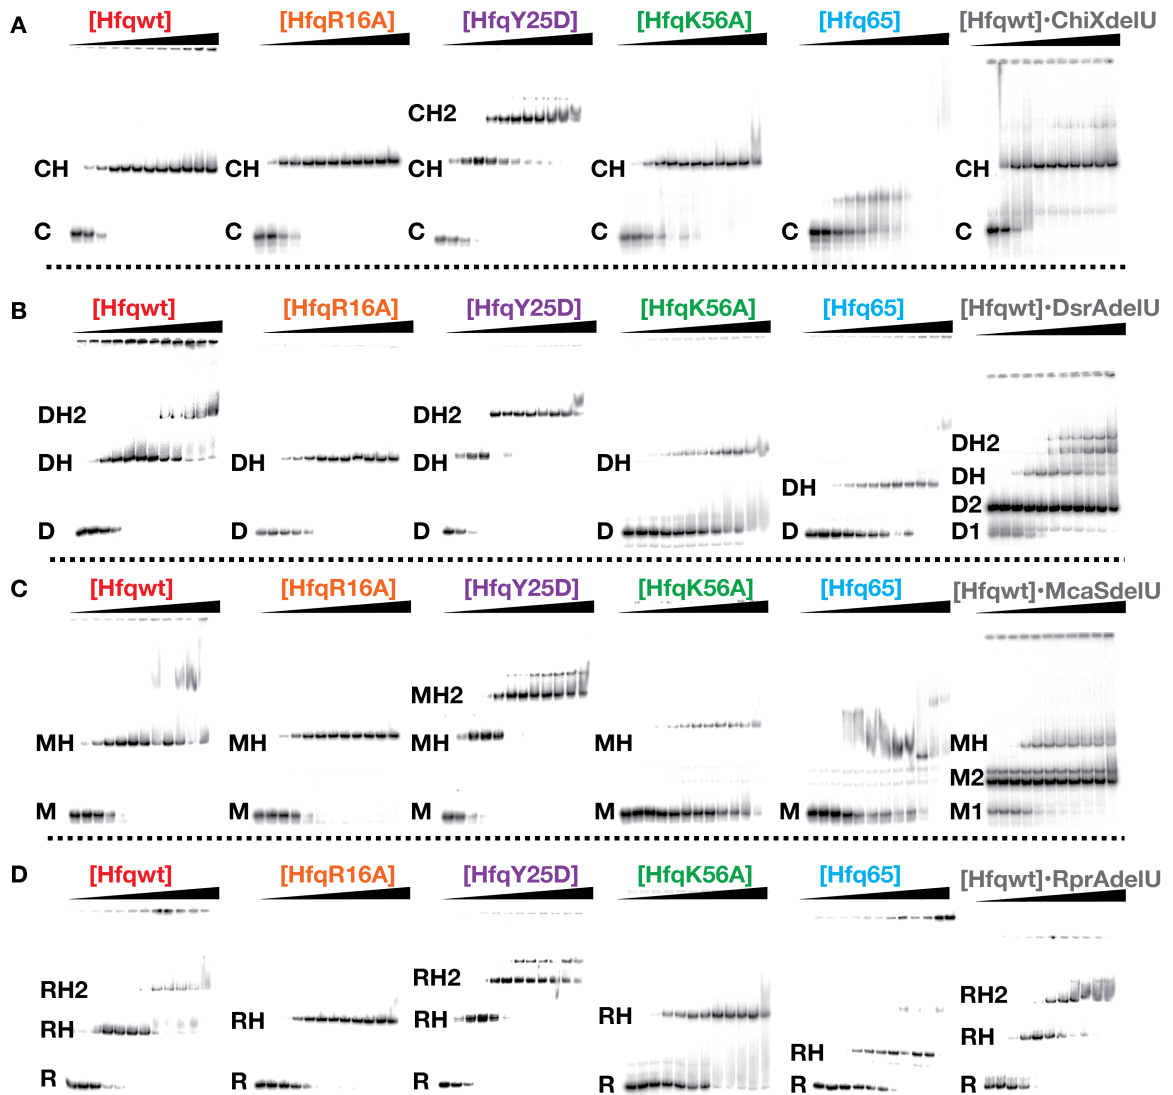 A
[Hfqwt] [HfqR16A] [HfqY25D] [HfqK56A] [Hfq65] [Hfqwt]•ChiXdelU
CH2
CH CH CH CH CH
C C C C C C
B
[Hfqwt] [HfqR16A] [HfqY25D] [HfqK56A] [Hfq65] [Hfqwt]•DsrAdelU
DH2 DH2 DH2
DH DH DH DH DH DH
D2
D D D D D D1
C
[Hfqwt] [HfqR16A] [HfqY25D] [HfqK56A] [Hfq65] [Hfqwt]•McaSdelU
MH2
MH MH MH MH MH
M2
M M M M M M1
D
[Hfqwt] [HfqR16A] [HfqY25D] [HfqK56A] [Hfq65] [Hfqwt]•RprAdelU
RH2 RH2 RH2
RH RH RH RH RH RH
R R R R R R